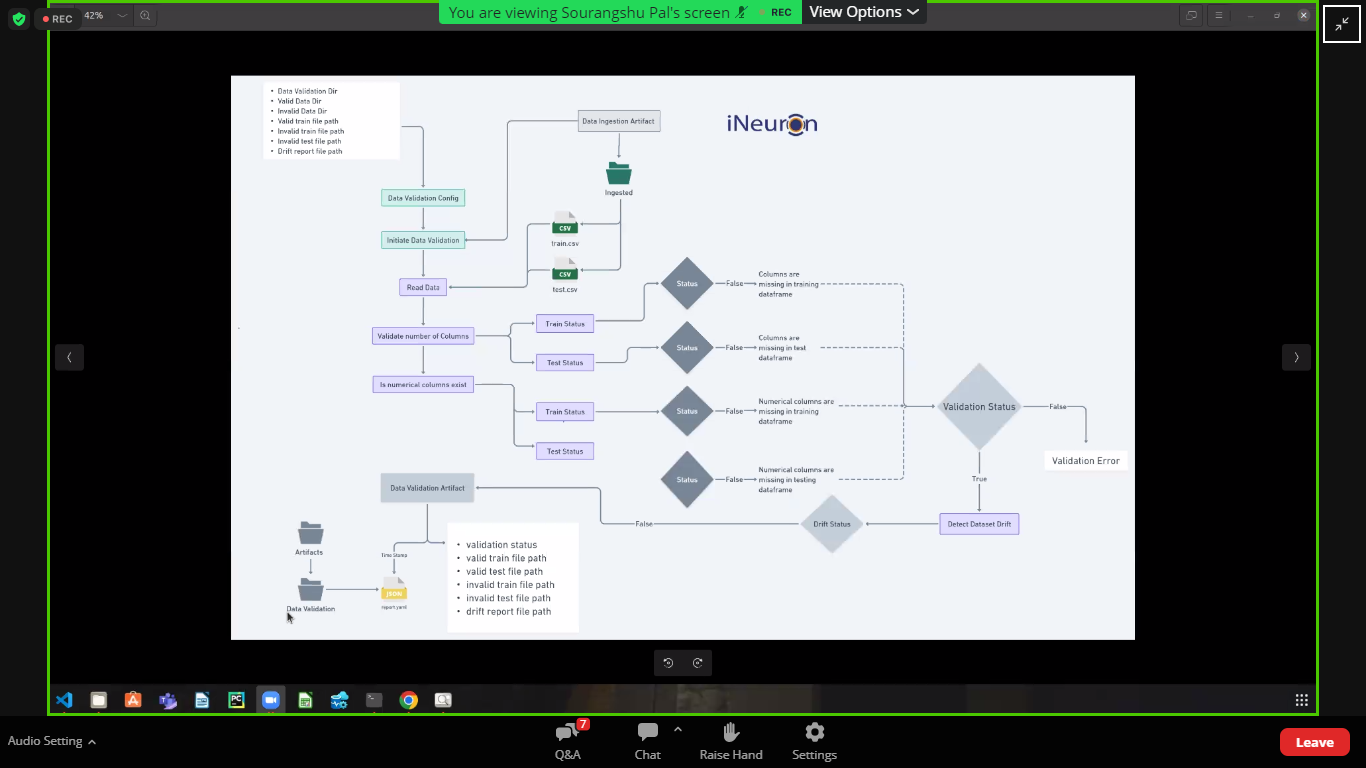 REC
42%
You are viewing Sourangshu Pal's screen
REC
View Options
• Data Validation Dir
• Valid Data Dir
• Invalid Data Dir
• Valid train file path
• Invalid train file path
• Invalid test file path
• Drift report file path
Data Ingestion Artifact
iNeuron
Ingested
Data Validation Config
CSV
train.csv
Initiate Data Validation
CSV
test.csv
Read Data
Status
False
Columns are
missing in training
dataframe
Validate number of Columns
Train Status
Test Status
Status
False
Columns are
missing in test
dataframe
Is numerical columns exist
Train Status
Test Status
Status
False
Numerical columns are
missing in training
dataframe
Validation Status
False
Validation Error
True
Status
False
Numerical columns are
missing in testing
dataframe
Data Validation Artifact
False
Drift Status
Detect Dataset Drift
Artifacts
Time Stamp
Data Validation
JSON
report.yaml
• validation status
• valid train file path
• valid test file path
• invalid train file path
• invalid test file path
• drift report file path
PC
Audio Setting
7
Q&A
Chat
Raise Hand
Settings
Leave